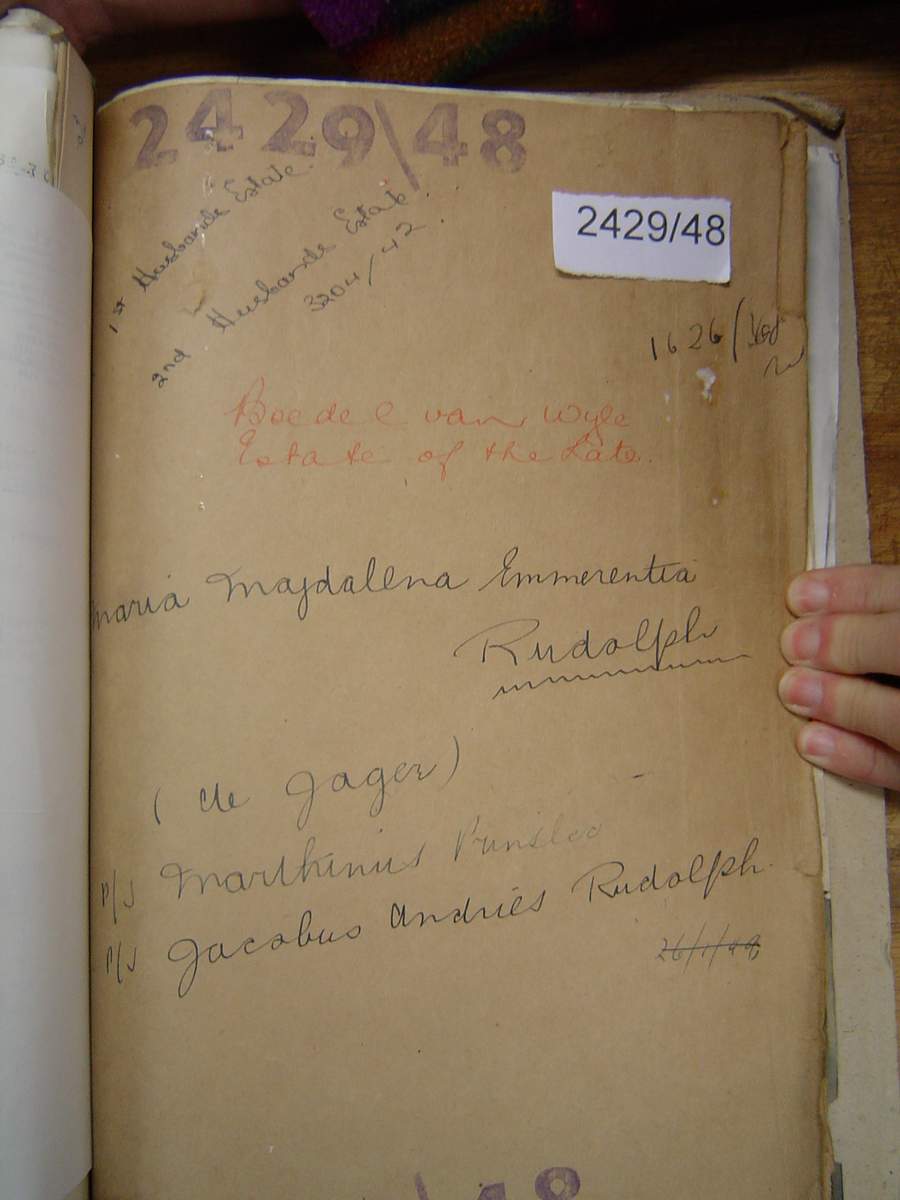 2429\48
1st Husbands Estate.
2nd Husbands Estate...
3204/42.
2429/48
1626/
Boedel van Wyle
Estate of the Late.
Maria Magdalena Emmerentia
Rudolph
(de Jager)
n/s Marthinus Prinsloo
n/s Jacobus Andries Rudolph.
48